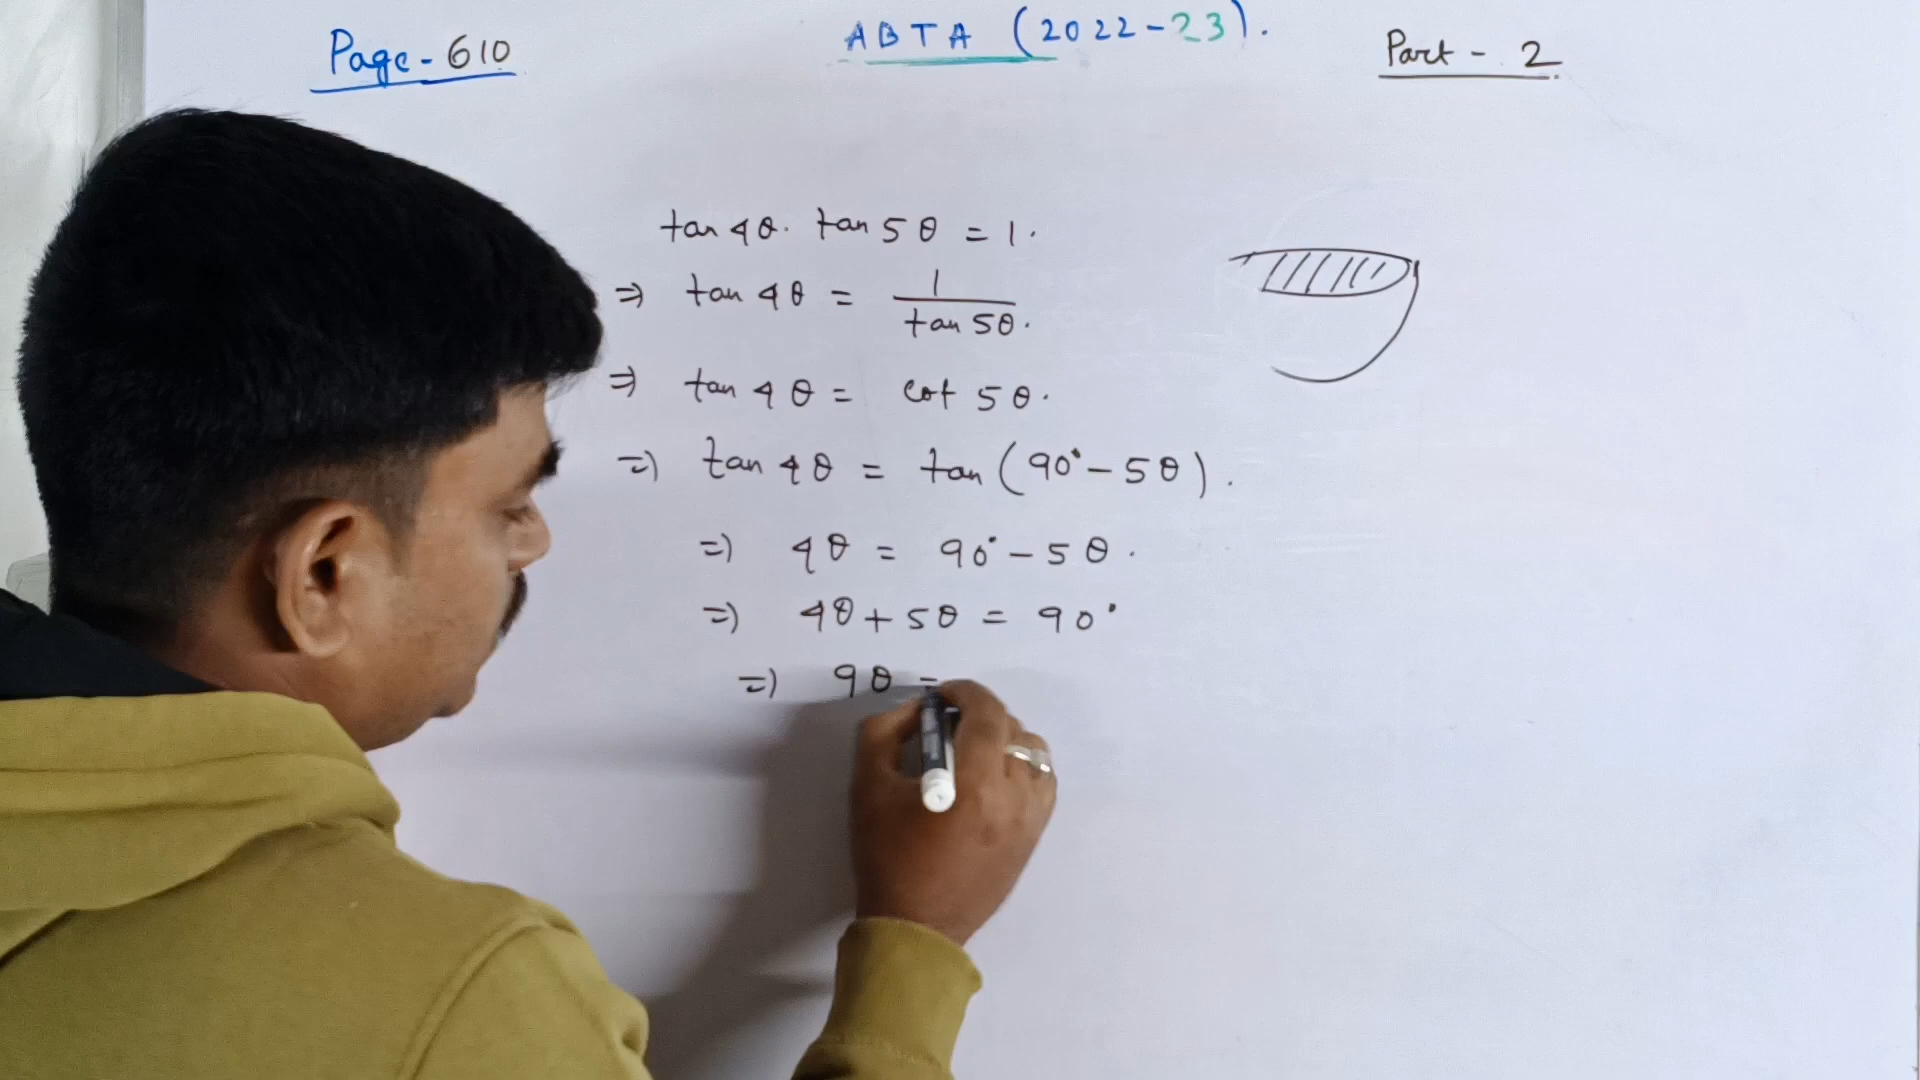 Page-610
ABTA (2022-23).
Part - 2
tan 4θ. tan 5θ = 1.
⇒ tan 4θ = 1 / tan 5θ.
⇒ tan 4θ = cot 5θ.
⇒ tan 4θ = tan (90° - 5θ).
⇒ 4θ = 90° - 5θ.
⇒ 4θ + 5θ = 90°
⇒ 9θ =